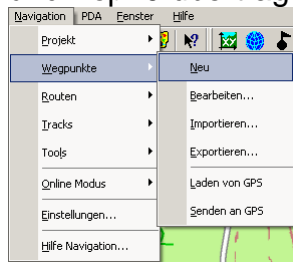 Navigation PDA Fenster Hilfe
Projekt
Wegpunkte
Routen
Tracks
Tools
Online Modus
Einstellungen...
Hilfe Navigation...
Neu
Bearbeiten...
Importieren...
Exportieren...
Laden von GPS
Senden an GPS